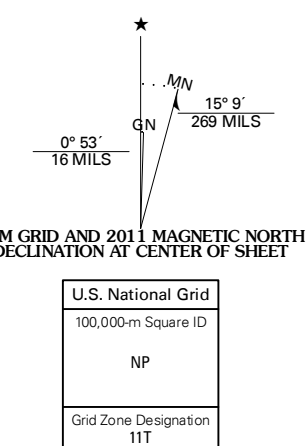 ★
MN
GN
15° 9´
269 MILS
0° 53´
16 MILS
M GRID AND 2011 MAGNETIC NORTH
DECLINATION AT CENTER OF SHEET
U.S. National Grid
100,000-m Square ID
NP
Grid Zone Designation
11T